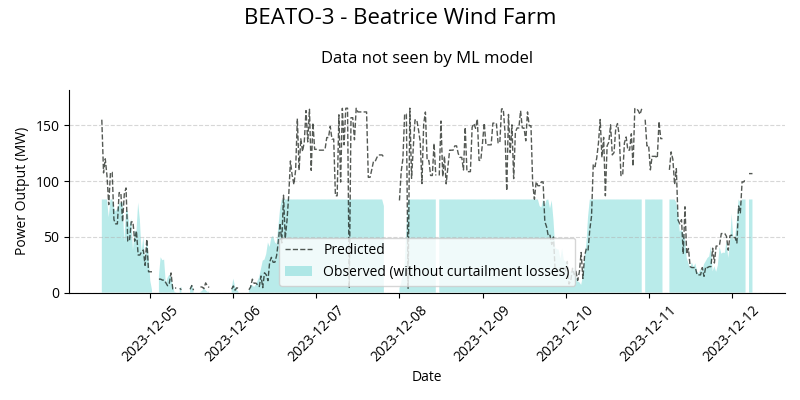 BEATO-3 - Beatrice Wind Farm
Data not seen by ML model
Power Output (MW)
150
100
50
0
Predicted
Observed (without curtailment losses)
2023-12-05
2023-12-06
2023-12-07
2023-12-08
2023-12-09
2023-12-10
2023-12-11
2023-12-12
Date